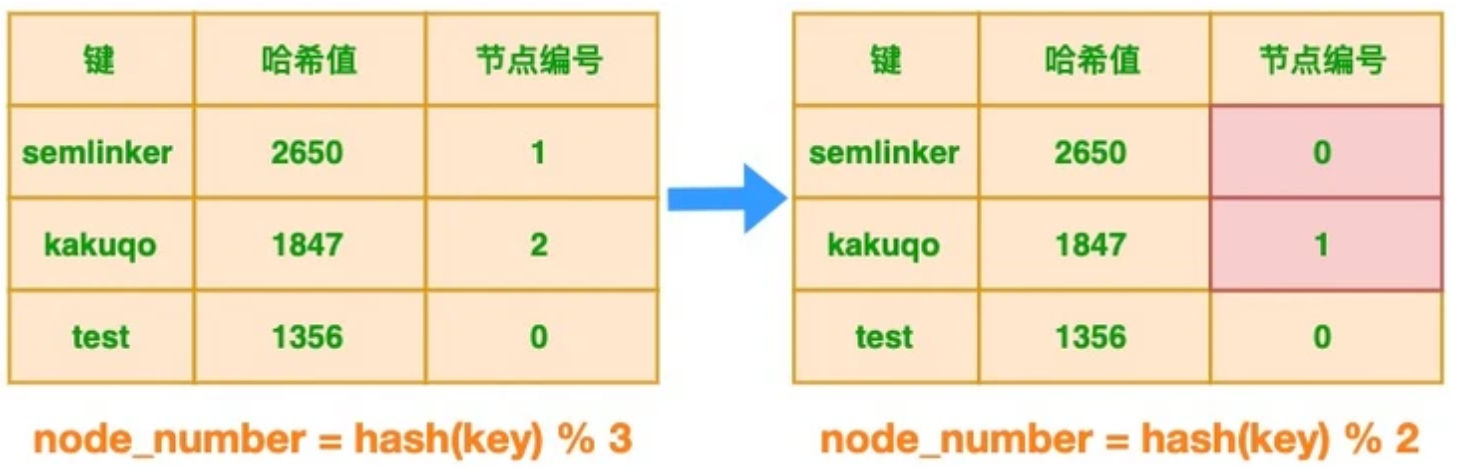 键 哈希值 节点编号
semlinker 2650 1
kakuqo 1847 2
test 1356 0
node_number = hash(key) % 3
键 哈希值 节点编号
semlinker 2650 0
kakuqo 1847 1
test 1356 0
node_number = hash(key) % 2